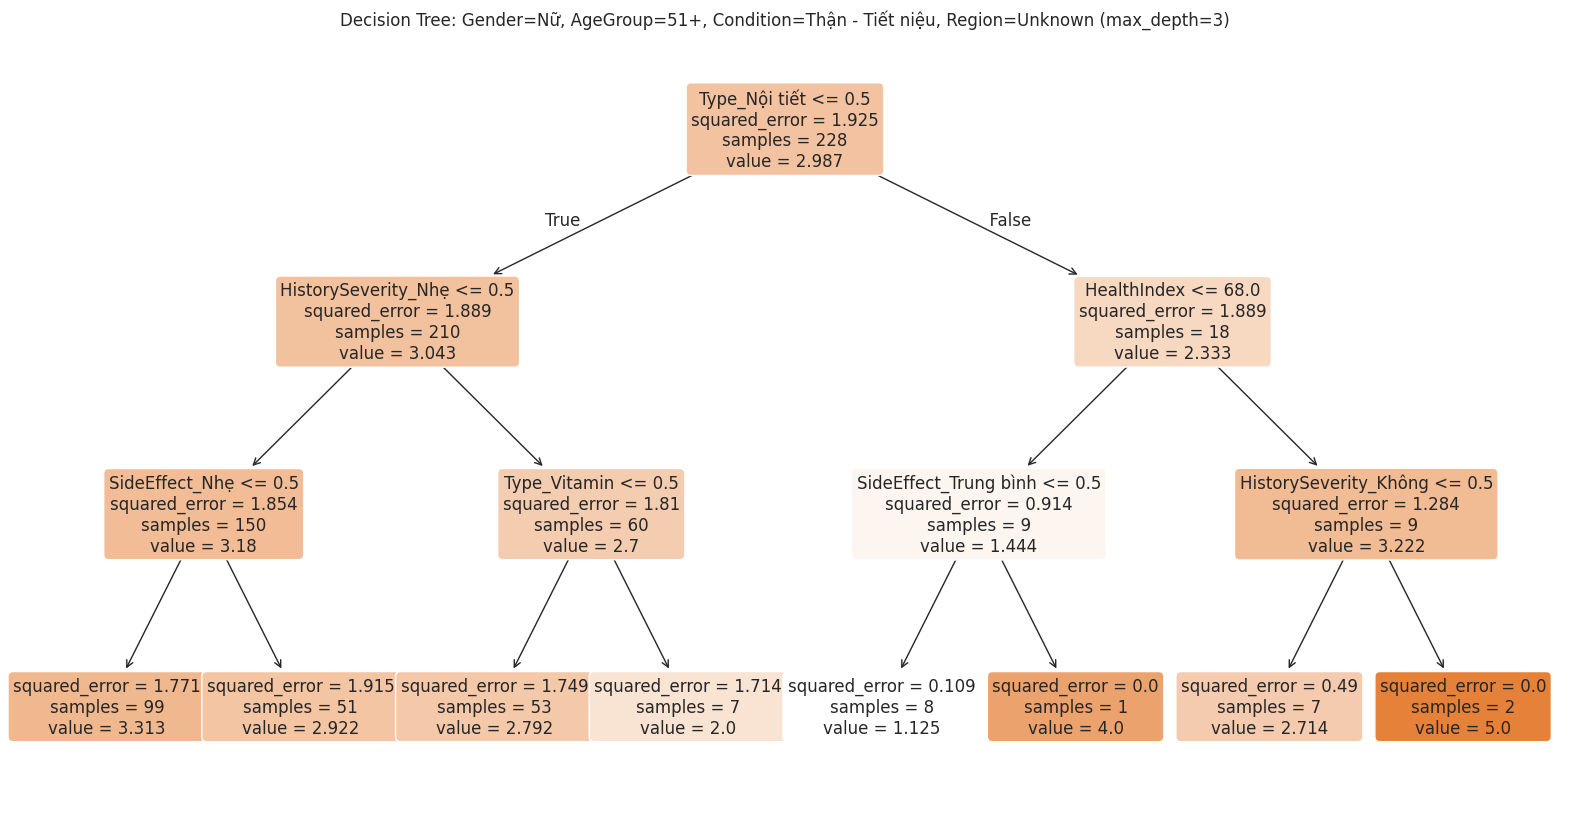 Decision Tree: Gender=Nữ, AgeGroup=51+, Condition=Thận - Tiết niệu, Region=Unknown (max_depth=3)
Type_Nội tiết <= 0.5
squared_error = 1.925
samples = 228
value = 2.987
True
False
HistorySeverity_Nhẹ <= 0.5
squared_error = 1.889
samples = 210
value = 3.043
HealthIndex <= 68.0
squared_error = 1.889
samples = 18
value = 2.333
SideEffect_Nhẹ <= 0.5
squared_error = 1.854
samples = 150
value = 3.18
Type_Vitamin <= 0.5
squared_error = 1.81
samples = 60
value = 2.7
SideEffect_Trung bình <= 0.5
squared_error = 0.914
samples = 9
value = 1.444
HistorySeverity_Không <= 0.5
squared_error = 1.284
samples = 9
value = 3.222
squared_error = 1.771
samples = 99
value = 3.313
squared_error = 1.915
samples = 51
value = 2.922
squared_error = 1.749
samples = 53
value = 2.792
squared_error = 1.714
samples = 7
value = 2.0
squared_error = 0.109
samples = 8
value = 1.125
squared_error = 0.0
samples = 1
value = 4.0
squared_error = 0.49
samples = 7
value = 2.714
squared_error = 0.0
samples = 2
value = 5.0